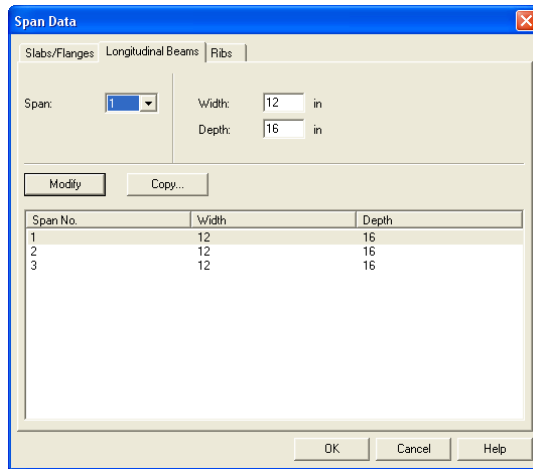 Span Data
Slabs/Flanges Longitudinal Beams Ribs
Span: 1 Width: 12 in
Depth: 16 in
Modify Copy...
Span No. Width Depth
1 12 16
2 12 16
3 12 16
OK Cancel Help